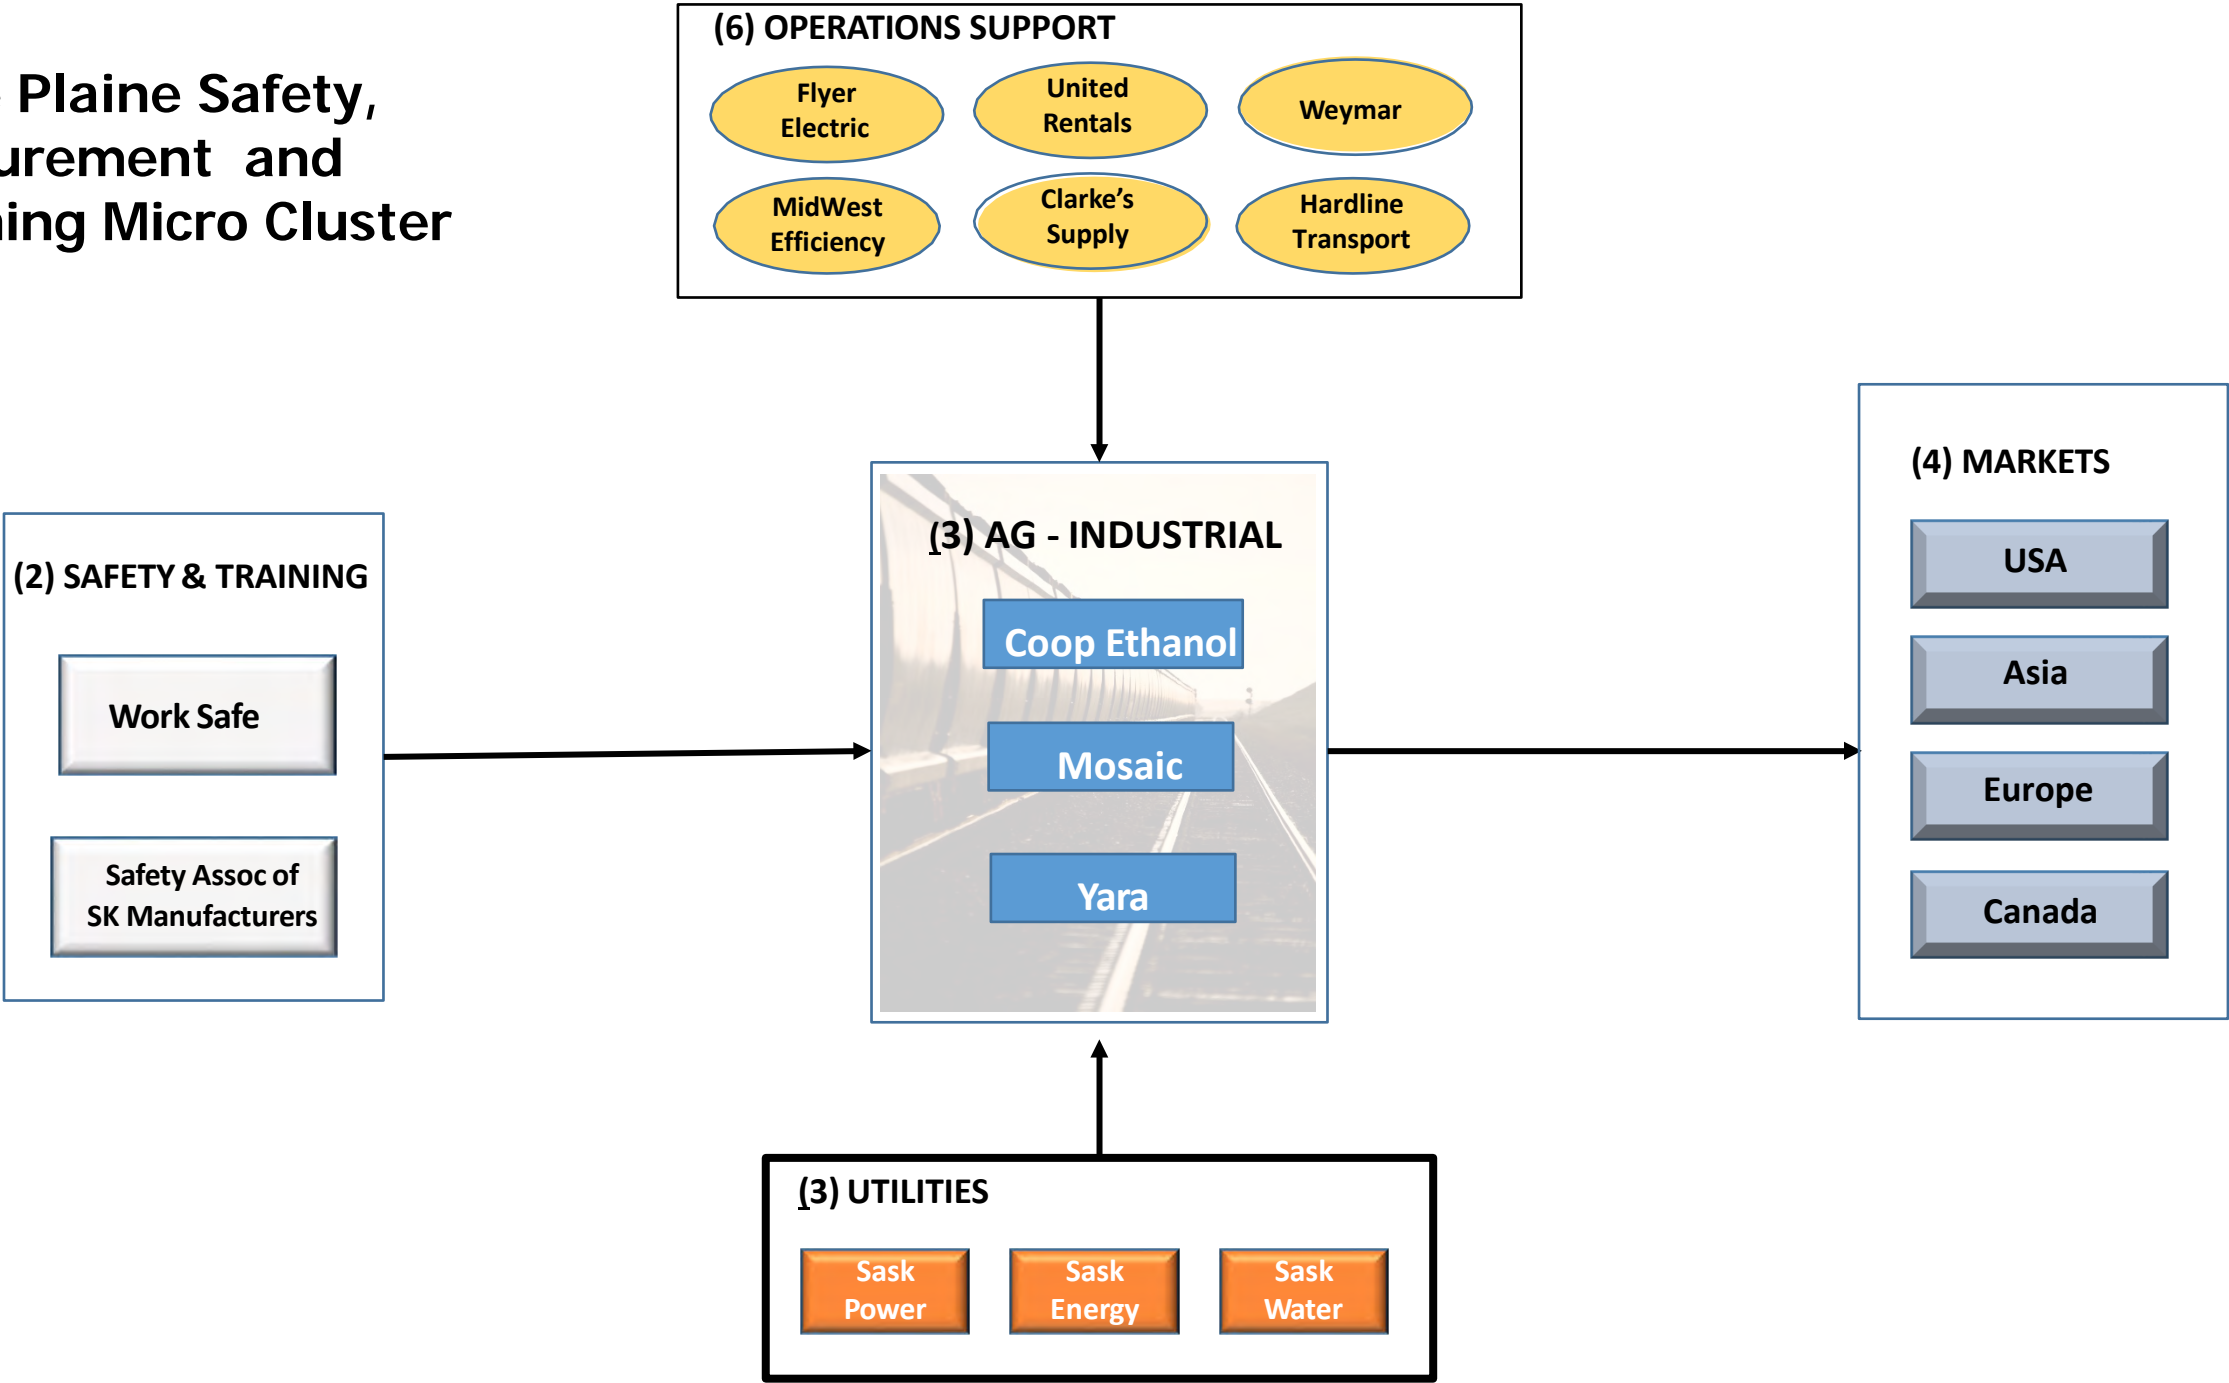 (6) OPERATIONS SUPPORT
Flyer
Electric
United
Rentals
Weymar
MidWest
Efficiency
Clarke’s
Supply
Hardline
Transport
Plaine Safety,
urement and
ning Micro Cluster
(2) SAFETY & TRAINING
Work Safe
Safety Assoc of
SK Manufacturers
(3) AG - INDUSTRIAL
Coop Ethanol
Mosaic
Yara
(4) MARKETS
USA
Asia
Europe
Canada
(3) UTILITIES
Sask
Power
Sask
Energy
Sask
Water